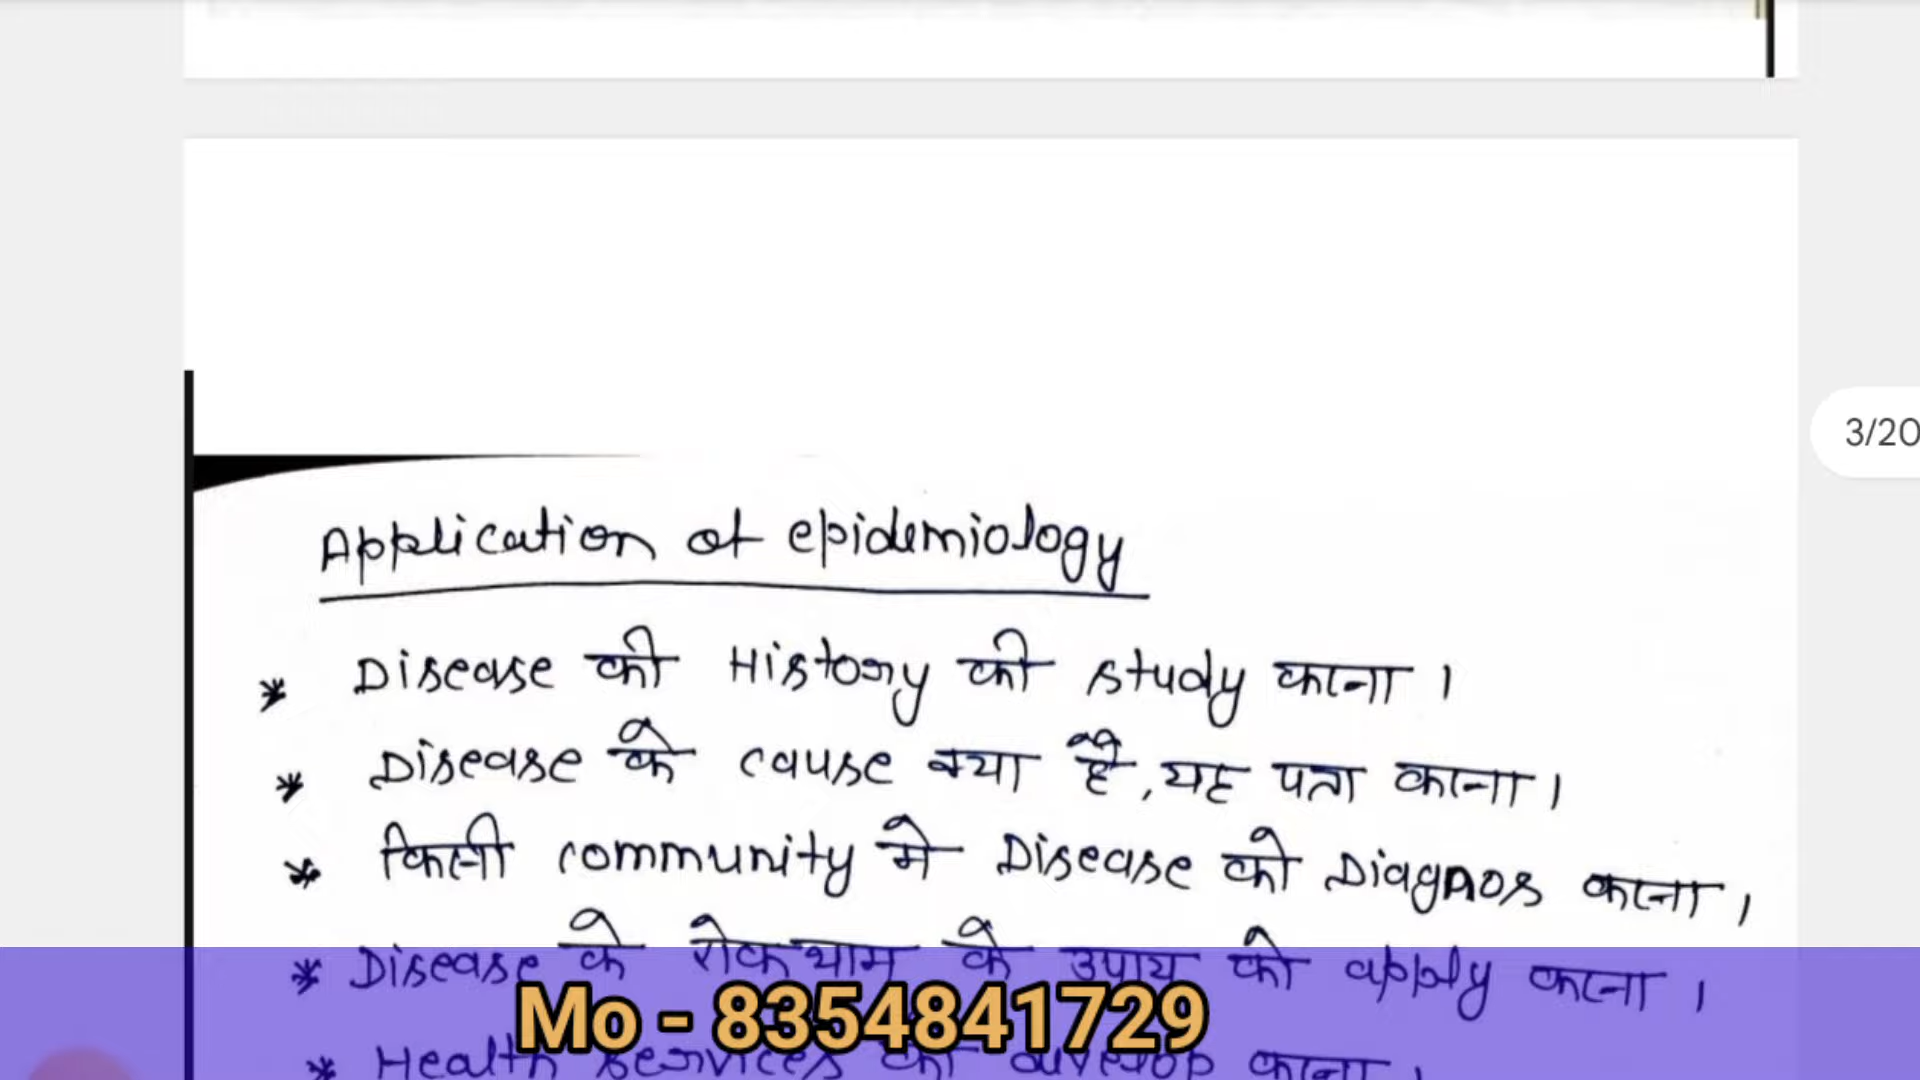 3/20
Application of epidemiology
* Disease की History की study करना ।
* Disease के cause क्या है, यह पता करना ।
* किसी community मे Disease को Diagnos करना ।
* Disease के रोकथाम के उपाय को apply करना ।
Mo - 8354841729
* Health services को develop करना ।